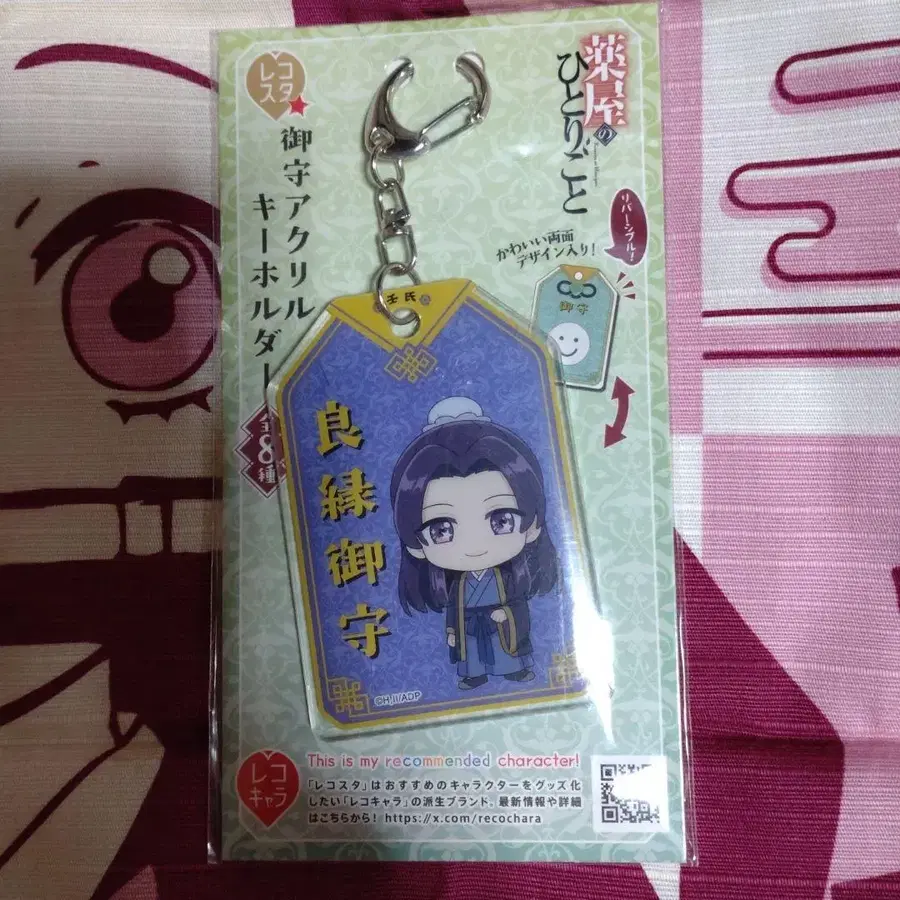 レコ
スタ
御守アクリル
キーホルダー
全8種
薬屋の
ひとりごと
リバーシブル!
かわいい両面
デザイン入り!
御守
壬氏
良縁御守
©H,I/ADP
This is my recommended character!
レコ
キャラ
「レコスタ」はおすすめのキャラクターをグッズ化
したい「レコキャラ」の派生ブランド。最新情報や詳細
はこちらから! https://x.com/recochara